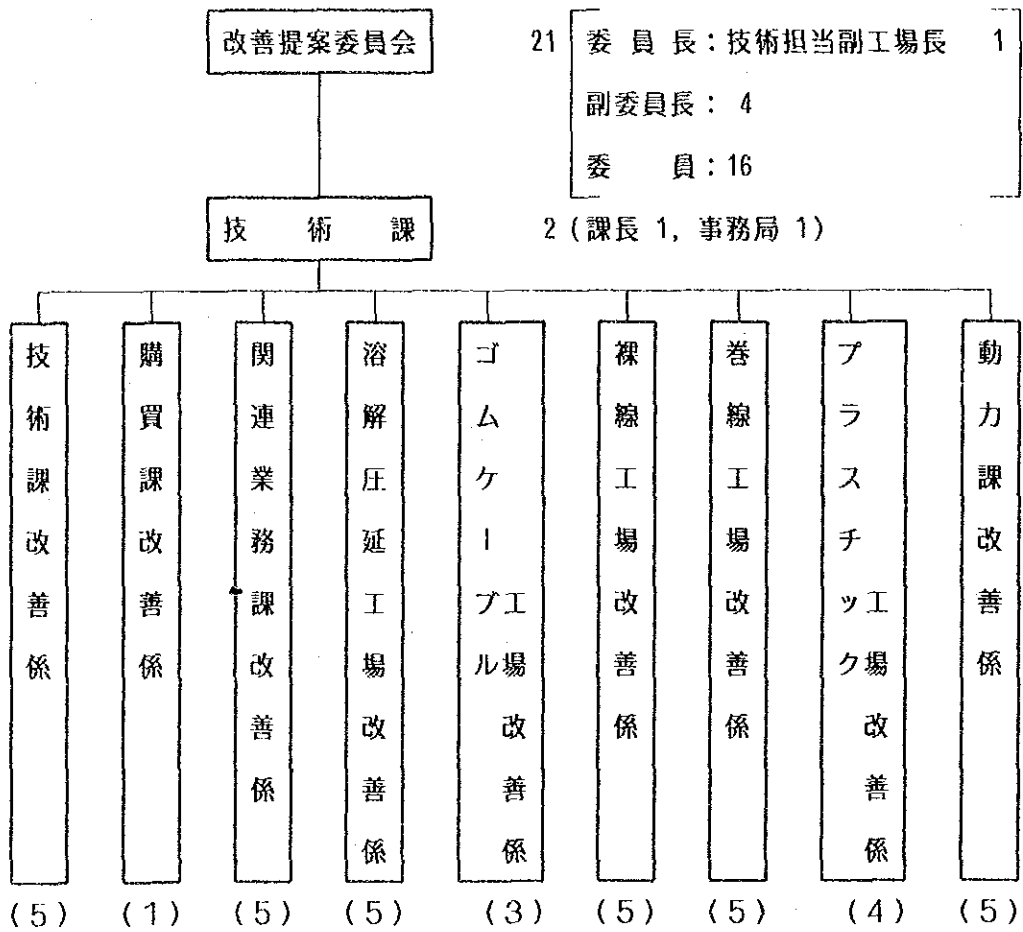 改善提案委員会
21
委員長：技術担当副工場長 1
副委員長： 4
委 員：16
技 術 課
2（課長 1, 事務局 1）
技術課改善係
購買課改善係
関連業務課改善係
溶解圧延工場改善係
ゴムケーブル工場改善係
裸線工場改善係
巻線工場改善係
プラスチック工場改善係
動力課改善係
(5) (1) (5) (5) (3) (5) (5) (4) (5)